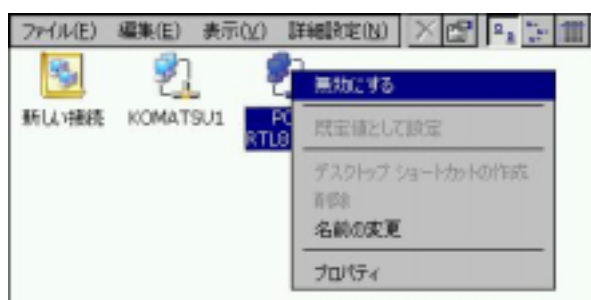 ファイル(F) 編集(E) 表示(V) 詳細設定(N)
新しい接続 KOMATSU1 PC
RTL8
無効にする
既定値として設定
デスクトップ ショートカットの作成
削除
名前の変更
プロパティ